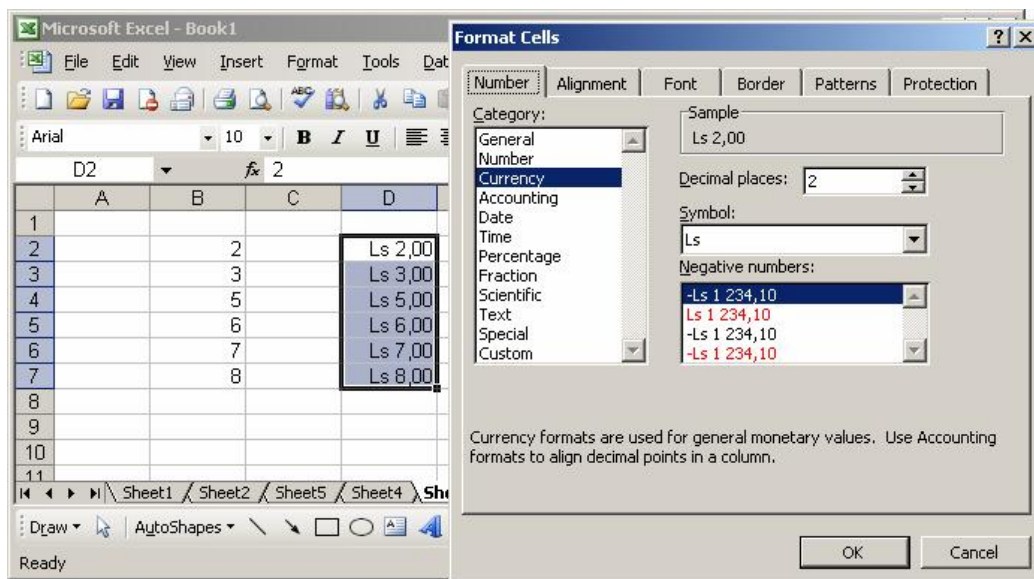 Microsoft Excel - Book1
File Edit View Insert Format Tools Dat
Arial 10 B I U
D2 fx 2
A B C D
1
2 2 Ls 2,00
3 3 Ls 3,00
4 5 Ls 5,00
5 6 Ls 6,00
6 7 Ls 7,00
7 8 Ls 8,00
8
9
10
11
Sheet1 Sheet2 Sheet5 Sheet4 She
Draw AutoShapes
Ready
Format Cells
Number Alignment Font Border Patterns Protection
Category:
General
Number
Currency
Accounting
Date
Time
Percentage
Fraction
Scientific
Text
Special
Custom
Sample
Ls 2,00
Decimal places: 2
Symbol:
Ls
Negative numbers:
-Ls 1 234,10
Ls 1 234,10
-Ls 1 234,10
-Ls 1 234,10
Currency formats are used for general monetary values. Use Accounting
formats to align decimal points in a column.
OK Cancel